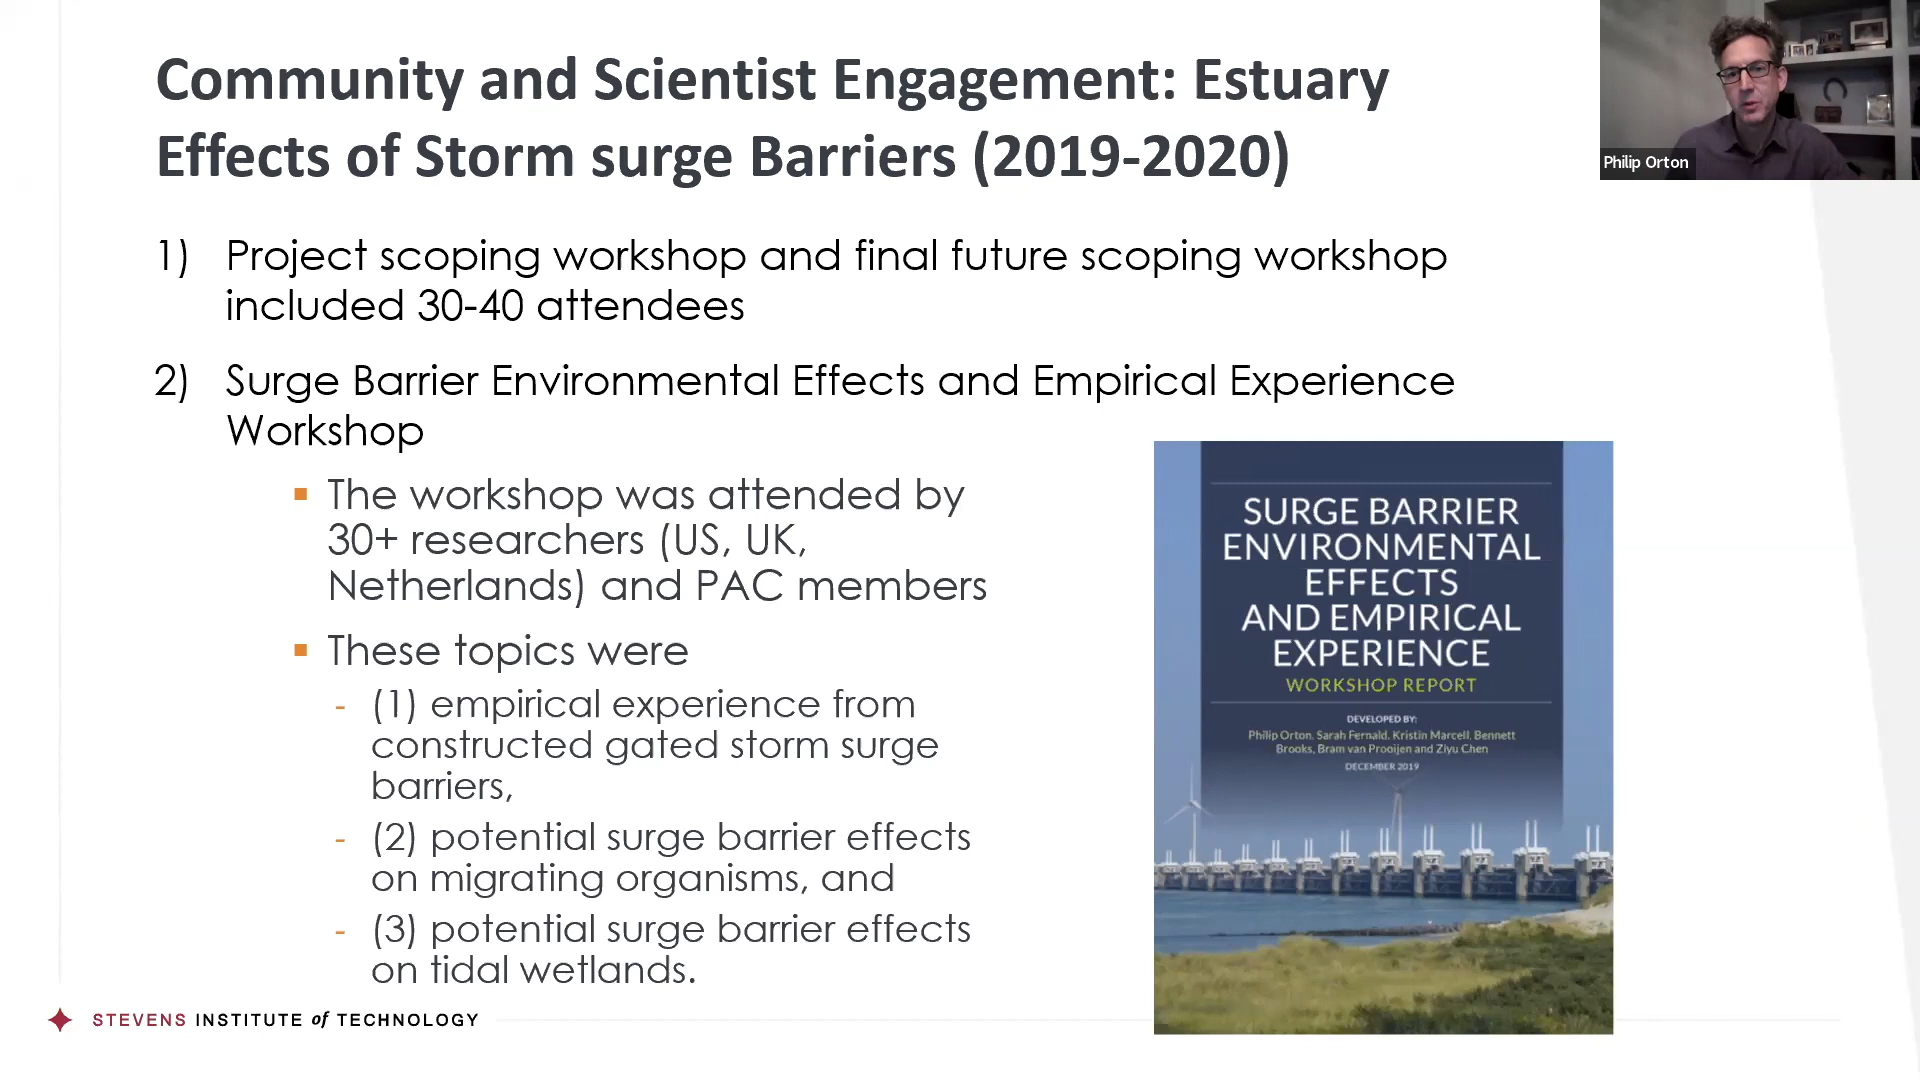 Community and Scientist Engagement: Estuary
Effects of Storm surge Barriers (2019-2020)
Philip Orton
1) Project scoping workshop and final future scoping workshop
included 30-40 attendees
2) Surge Barrier Environmental Effects and Empirical Experience
Workshop
▪ The workshop was attended by
30+ researchers (US, UK,
Netherlands) and PAC members
▪ These topics were
- (1) empirical experience from
constructed gated storm surge
barriers,
- (2) potential surge barrier effects
on migrating organisms, and
- (3) potential surge barrier effects
on tidal wetlands.
SURGE BARRIER
ENVIRONMENTAL
EFFECTS
AND EMPIRICAL
EXPERIENCE
WORKSHOP REPORT
DEVELOPED BY:
Philip Orton, Sarah Fernald, Kristin Marcell, Bennett
Brooks, Bram van Prooijen and Ziyu Chen
DECEMBER 2019
STEVENS INSTITUTE of TECHNOLOGY